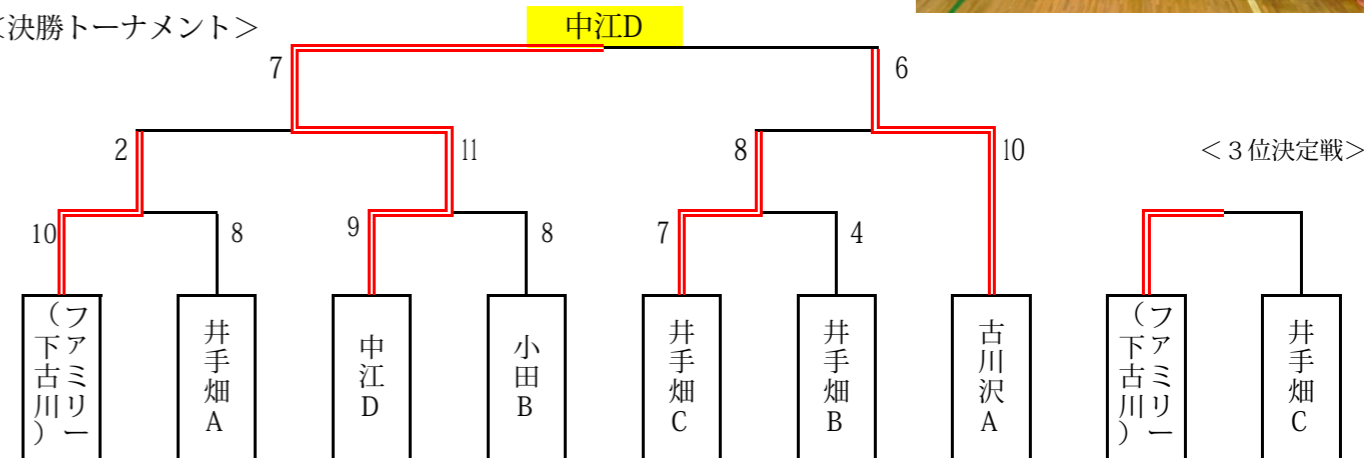 <決勝トーナメント>
中江D
7
6
2
11
8
10
<３位決定戦>
10
8
9
8
7
4
ファミリー
(下古川)
井手畑A
中江D
小田B
井手畑C
井手畑B
古川沢A
ファミリー
(下古川)
井手畑C